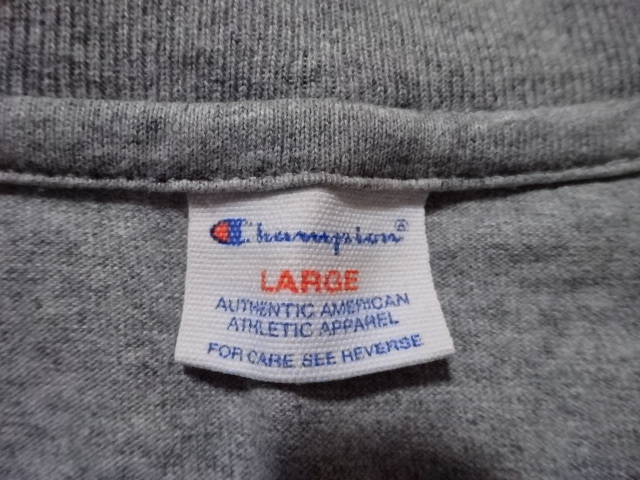 Champion®
LARGE
AUTHENTIC AMERICAN
ATHLETIC APPAREL
FOR CARE SEE REVERSE